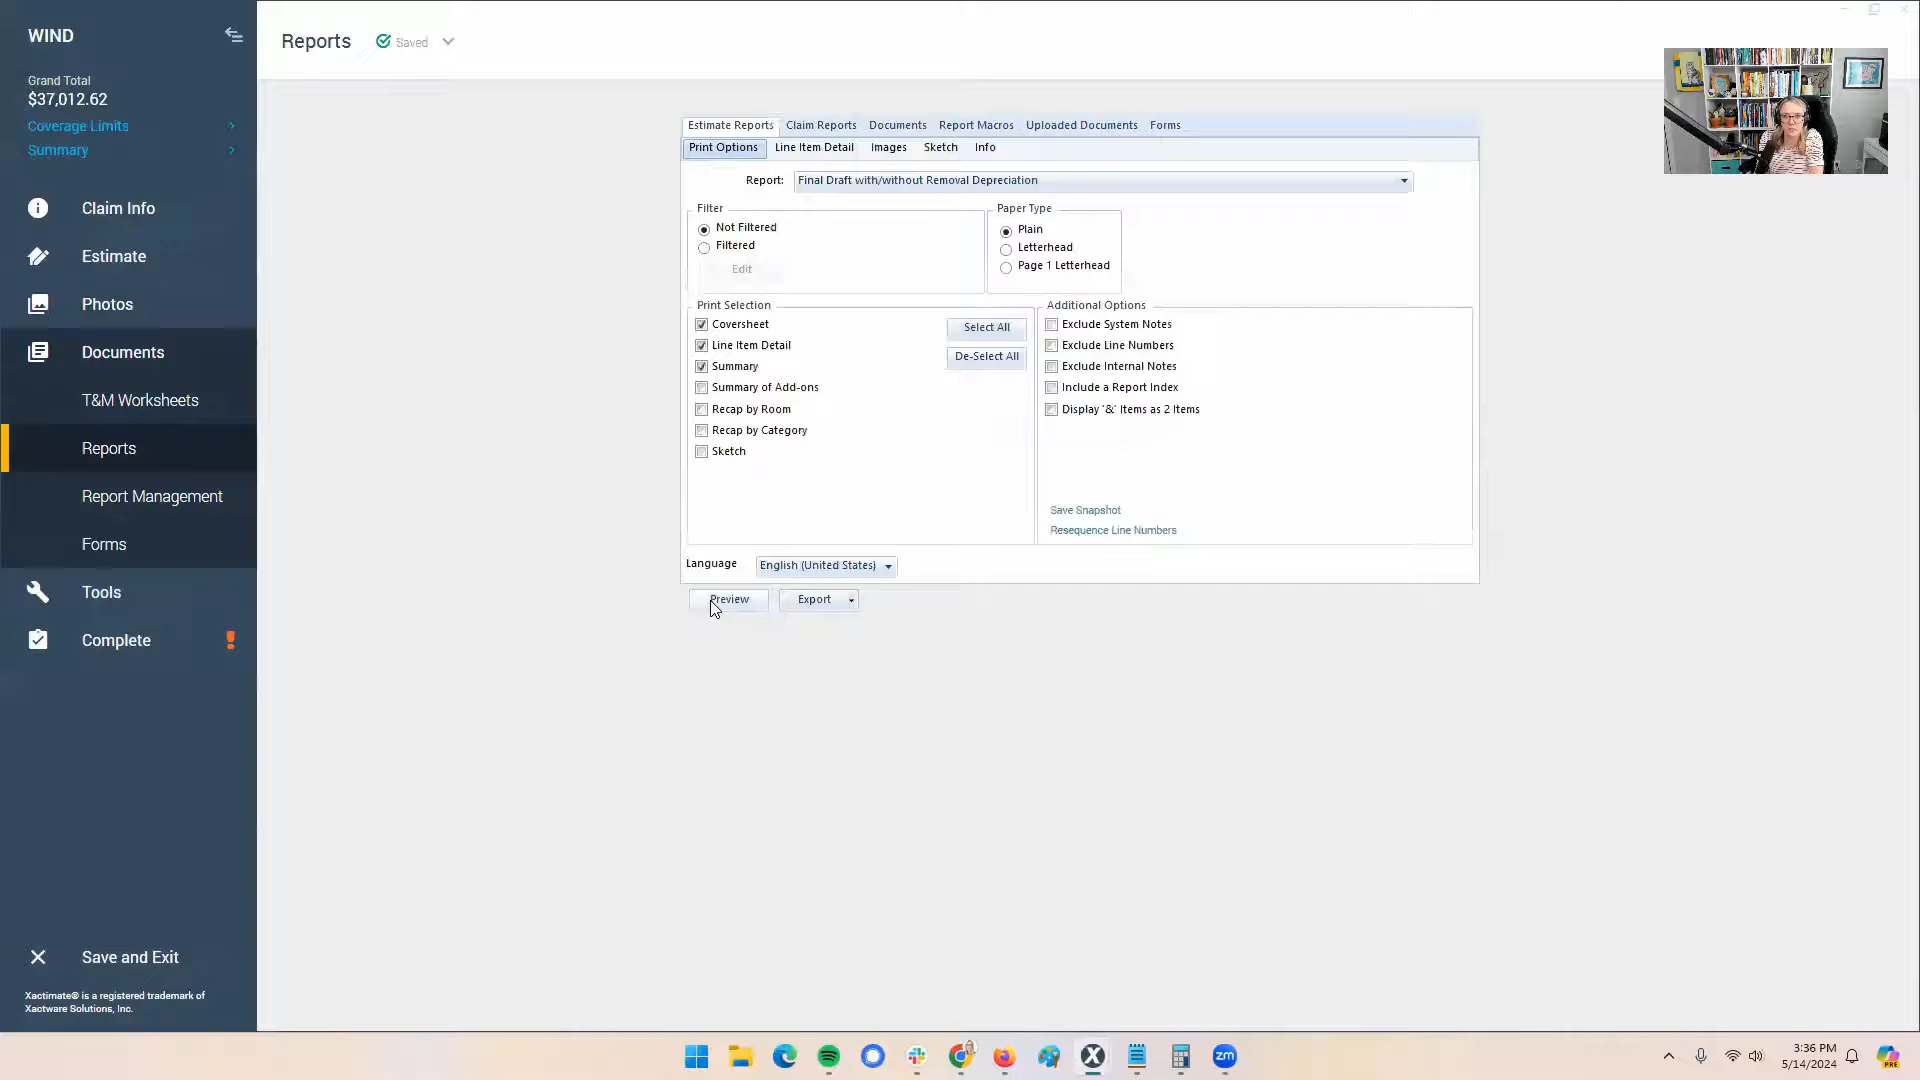 WIND
Grand Total
$37,012.62
Coverage Limits
Summary
Claim Info
Estimate
Photos
Documents
T&M Worksheets
Reports
Report Management
Forms
Tools
Complete
Save and Exit
Xactimate® is a registered trademark of
Xactware Solutions, Inc.
Reports Saved
Estimate Reports Claim Reports Documents Report Macros Uploaded Documents Forms
Print Options Line Item Detail Images Sketch Info
Report: Final Draft with/without Removal Depreciation
Filter
Not Filtered
Filtered
Edit
Paper Type
Plain
Letterhead
Page 1 Letterhead
Print Selection
Coversheet
Line Item Detail
Summary
Summary of Add-ons
Recap by Room
Recap by Category
Sketch
Select All
De-Select All
Additional Options
Exclude System Notes
Exclude Line Numbers
Exclude Internal Notes
Include a Report Index
Display '&' Items as 2 Items
Save Snapshot
Resequence Line Numbers
Language English (United States)
Preview Export
X
zm
3:36 PM
5/14/2024
PRE